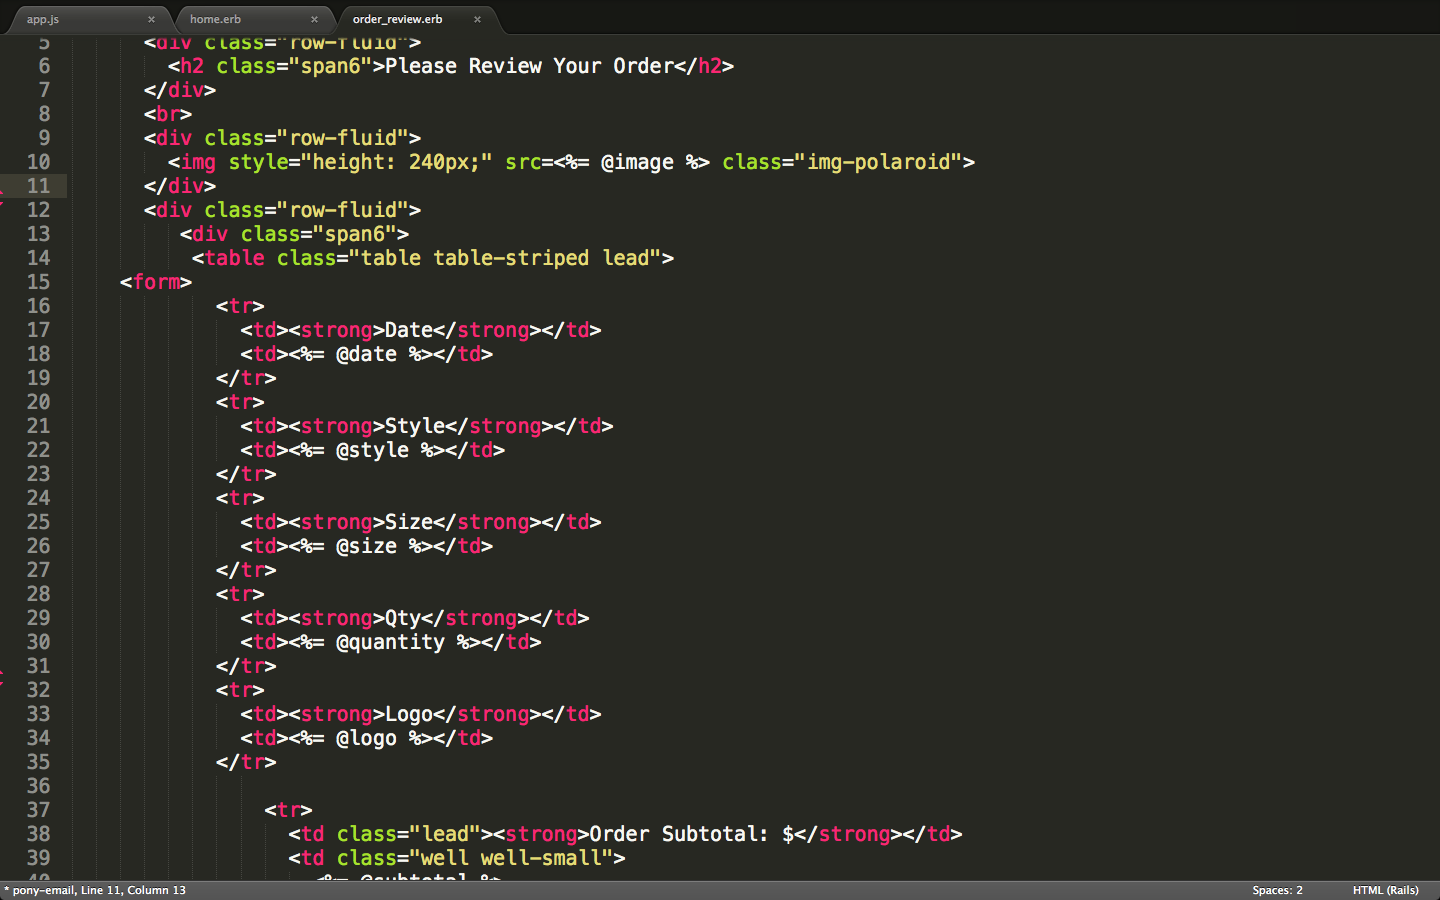 app.js × home.erb × order_review.erb ×
5 <div class="row-fluid">
6 <h2 class="span6">Please Review Your Order</h2>
7 </div>
8 <br>
9 <div class="row-fluid">
10 <img style="height: 240px;" src=<%= @image %> class="img-polaroid">
11 </div>
12 <div class="row-fluid">
13 <div class="span6">
14 <table class="table table-striped lead">
15 <form>
16 <tr>
17 <td><strong>Date</strong></td>
18 <td><%= @date %></td>
19 </tr>
20 <tr>
21 <td><strong>Style</strong></td>
22 <td><%= @style %></td>
23 </tr>
24 <tr>
25 <td><strong>Size</strong></td>
26 <td><%= @size %></td>
27 </tr>
28 <tr>
29 <td><strong>Qty</strong></td>
30 <td><%= @quantity %></td>
31 </tr>
32 <tr>
33 <td><strong>Logo</strong></td>
34 <td><%= @logo %></td>
35 </tr>
36
37 <tr>
38 <td class="lead"><strong>Order Subtotal: $</strong></td>
39 <td class="well well-small">
40 <%= @subtotal %>
* pony-email, Line 11, Column 13 Spaces: 2 HTML (Rails)